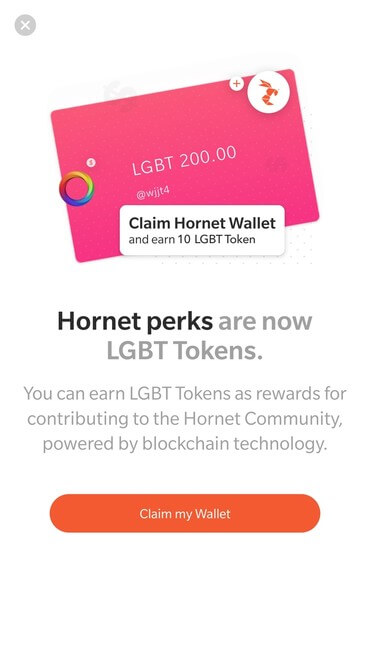 LGBT 200.00
@wjjt4
Claim Hornet Wallet
and earn 10 LGBT Token
Hornet perks are now
LGBT Tokens.
You can earn LGBT Tokens as rewards for
contributing to the Hornet Community,
powered by blockchain technology.
Claim my Wallet